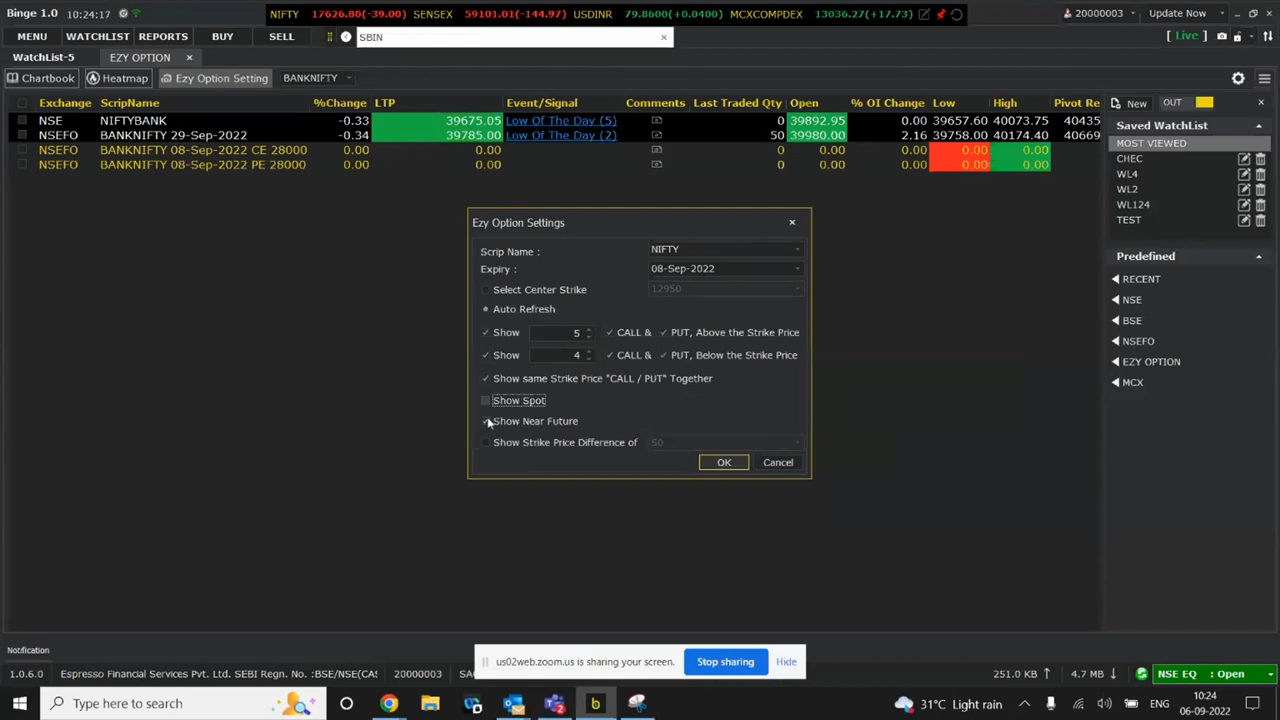 Binge 1.0 10:24:17 NIFTY 17626.80(-39.00) SENSEX 59101.01(-144.97) USDINR 79.8600(+0.0400) MCXCOMPDEX 13036.27(+17.73) 20000003 Update Now
MENU WATCHLIST REPORTS BUY SELL SBIN [ Live ]
WatchList-5 EZY OPTION
Chartbook Heatmap Ezy Option Setting BANKNIFTY
Exchange ScripName %Change LTP Event/Signal Comments Last Traded Qty Open % OI Change Low High Pivot Re
NSE NIFTYBANK -0.33 39675.05 Low Of The Day (5) 0 39892.95 0.00 39657.60 40073.75 40435
NSEFO BANKNIFTY 29-Sep-2022 -0.34 39785.00 Low Of The Day (2) 50 39980.00 2.16 39758.00 40174.40 40669
NSEFO BANKNIFTY 08-Sep-2022 CE 28000 0.00 0.00 0 0.00 0.00 0.00 0.00
NSEFO BANKNIFTY 08-Sep-2022 PE 28000 0.00 0.00 0 0.00 0.00 0.00 0.00
New OUT
Saved WatchList
MOST VIEWED
CHEC
WL4
WL2
WL124
TEST
Predefined
RECENT
NSE
BSE
NSEFO
EZY OPTION
MCX
Ezy Option Settings
Scrip Name : NIFTY
Expiry : 08-Sep-2022
Select Center Strike 12950
Auto Refresh
Show 5 CALL & PUT, Above the Strike Price
Show 4 CALL & PUT, Below the Strike Price
Show same Strike Price "CALL / PUT" Together
Show Spot
Show Near Future
Show Strike Price Difference of 50
OK Cancel
Notification
us02web.zoom.us is sharing your screen. Stop sharing Hide
1.0.6.0 Espresso Financial Services Pvt. Ltd. SEBI Regn. No. :BSE/NSE(CAS 20000003 251.0 KB 4.7 MB NSE EQ : Open
Type here to search 31°C Light rain ENG 10:24
06-09-2022